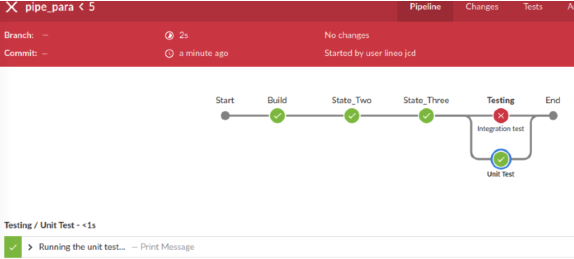 X pipe_para < 5
Pipeline Changes Tests
Branch: — 2s No changes
Commit: — a minute ago Started by user lineo jcd
Start Build State_Two State_Three Testing End
Integration test
Unit Test
Testing / Unit Test - <1s
> Running the unit test... — Print Message